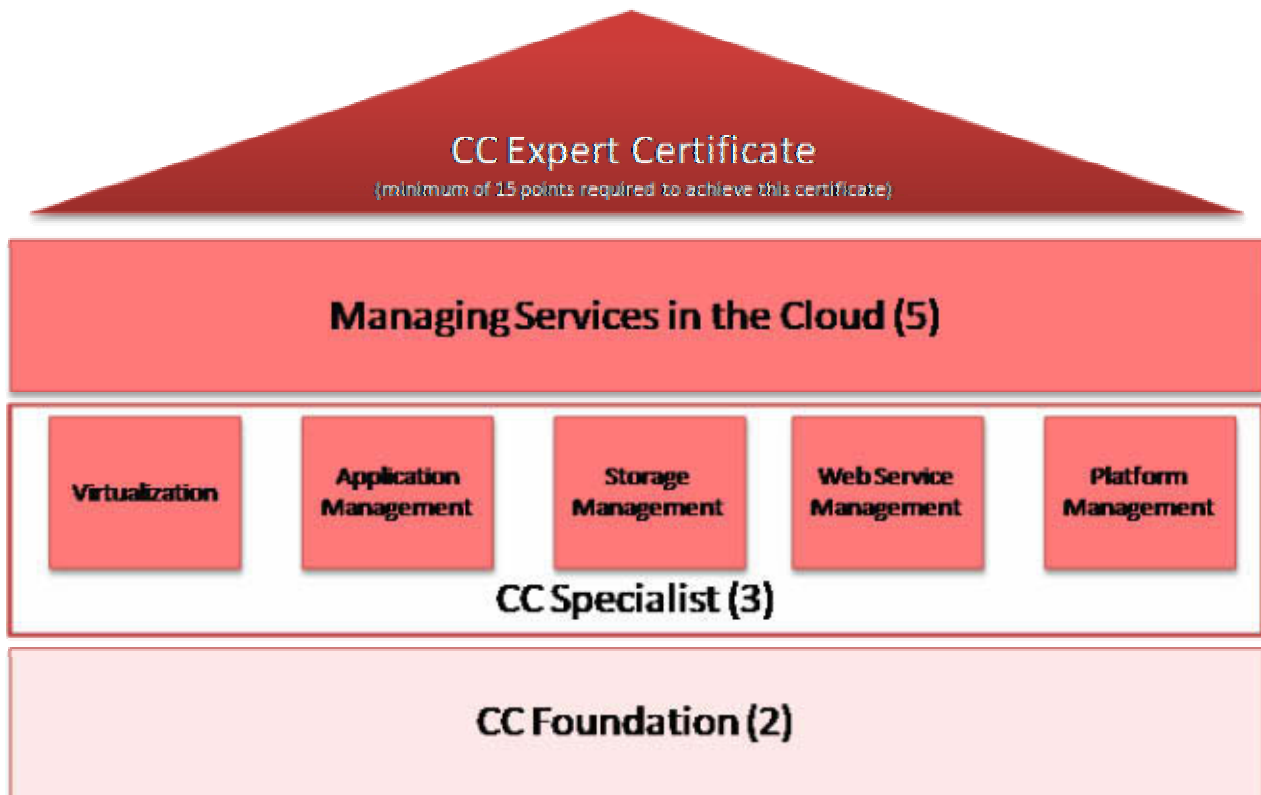 CC Expert Certificate
(minimum of 15 points required to achieve this certificate)
Managing Services in the Cloud (5)
Virtualization
Application
Management
Storage
Management
Web Service
Management
Platform
Management
CC Specialist (3)
CC Foundation (2)